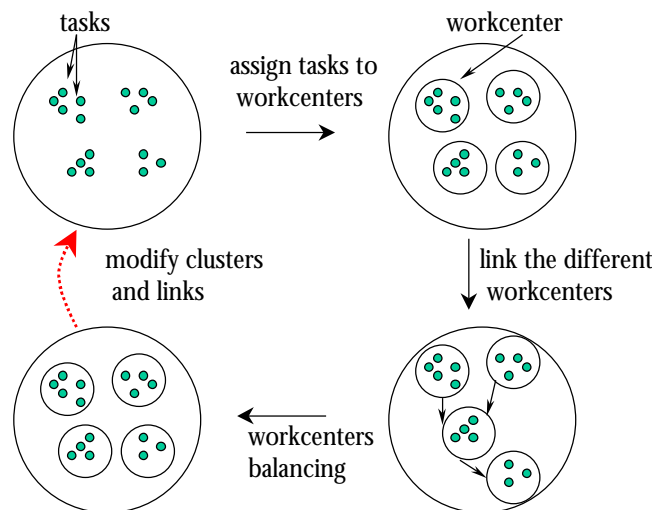 tasks
workcenter
assign tasks to
workcenters
modify clusters
and links
link the different
workcenters
workcenters
balancing